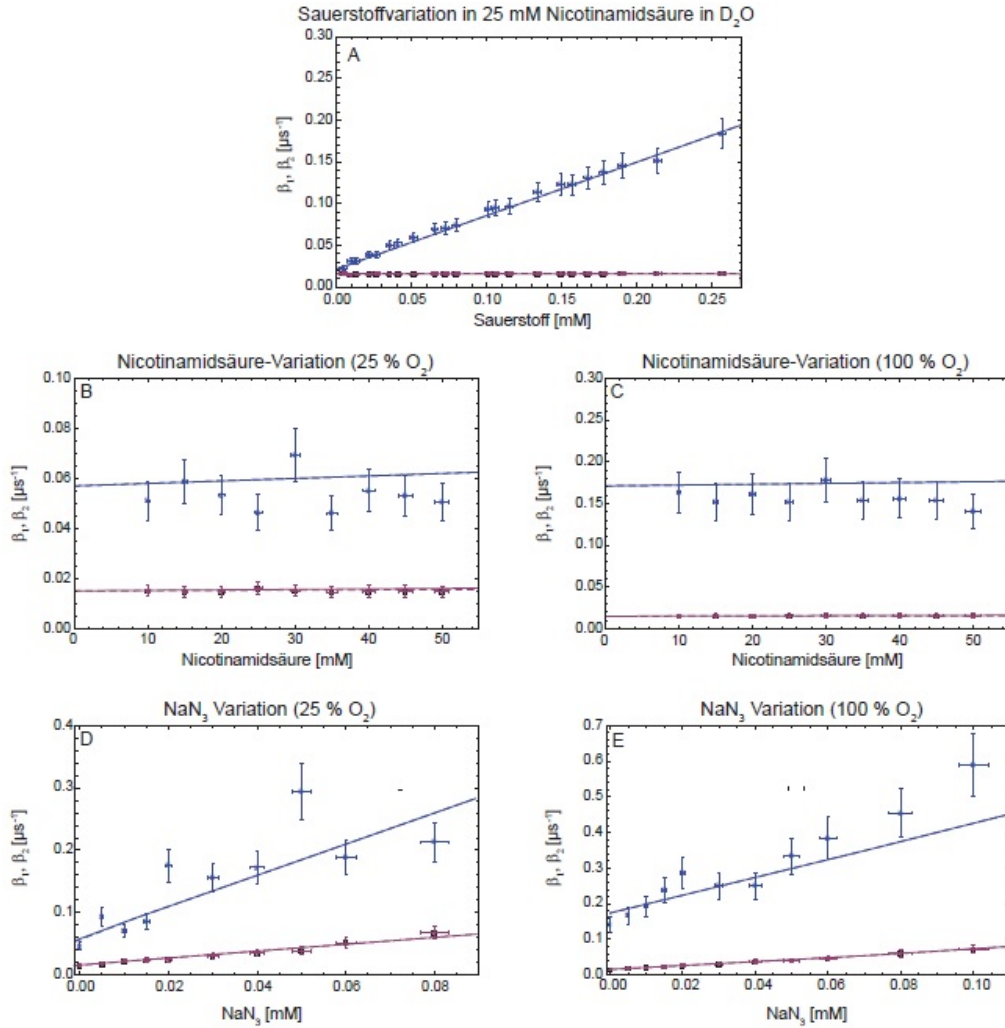 Sauerstoffvariation in 25 mM Nicotinamidsäure in D₂O
A
0.30
0.25
0.20
0.15
0.10
0.05
0.00
β₁, β₂ [µs⁻¹]
0.00 0.05 0.10 0.15 0.20 0.25
Sauerstoff [mM]
Nicotinamidsäure-Variation (25 % O₂)
B
0.10
0.08
0.06
0.04
0.02
0.00
β₁, β₂ [µs⁻¹]
0 10 20 30 40 50
Nicotinamidsäure [mM]
Nicotinamidsäure-Variation (100 % O₂)
C
0.30
0.25
0.20
0.15
0.10
0.05
0.00
β₁, β₂ [µs⁻¹]
0 10 20 30 40 50
Nicotinamidsäure [mM]
NaN₃ Variation (25 % O₂)
D
0.4
0.3
0.2
0.1
0.0
β₁, β₂ [µs⁻¹]
0.00 0.02 0.04 0.06 0.08
NaN₃ [mM]
NaN₃ Variation (100 % O₂)
E
0.7
0.6
0.5
0.4
0.3
0.2
0.1
0.0
β₁, β₂ [µs⁻¹]
0.00 0.02 0.04 0.06 0.08 0.10
NaN₃ [mM]